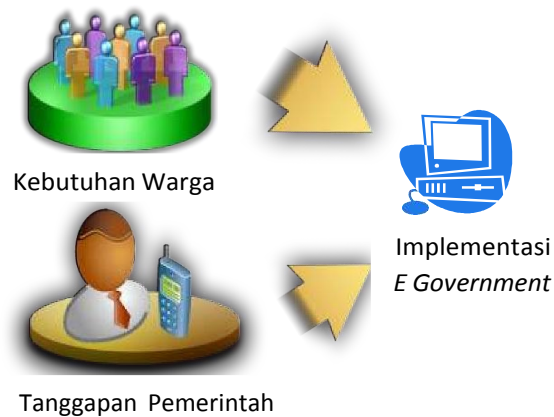 Kebutuhan Warga
Implementasi
E Government
Tanggapan Pemerintah